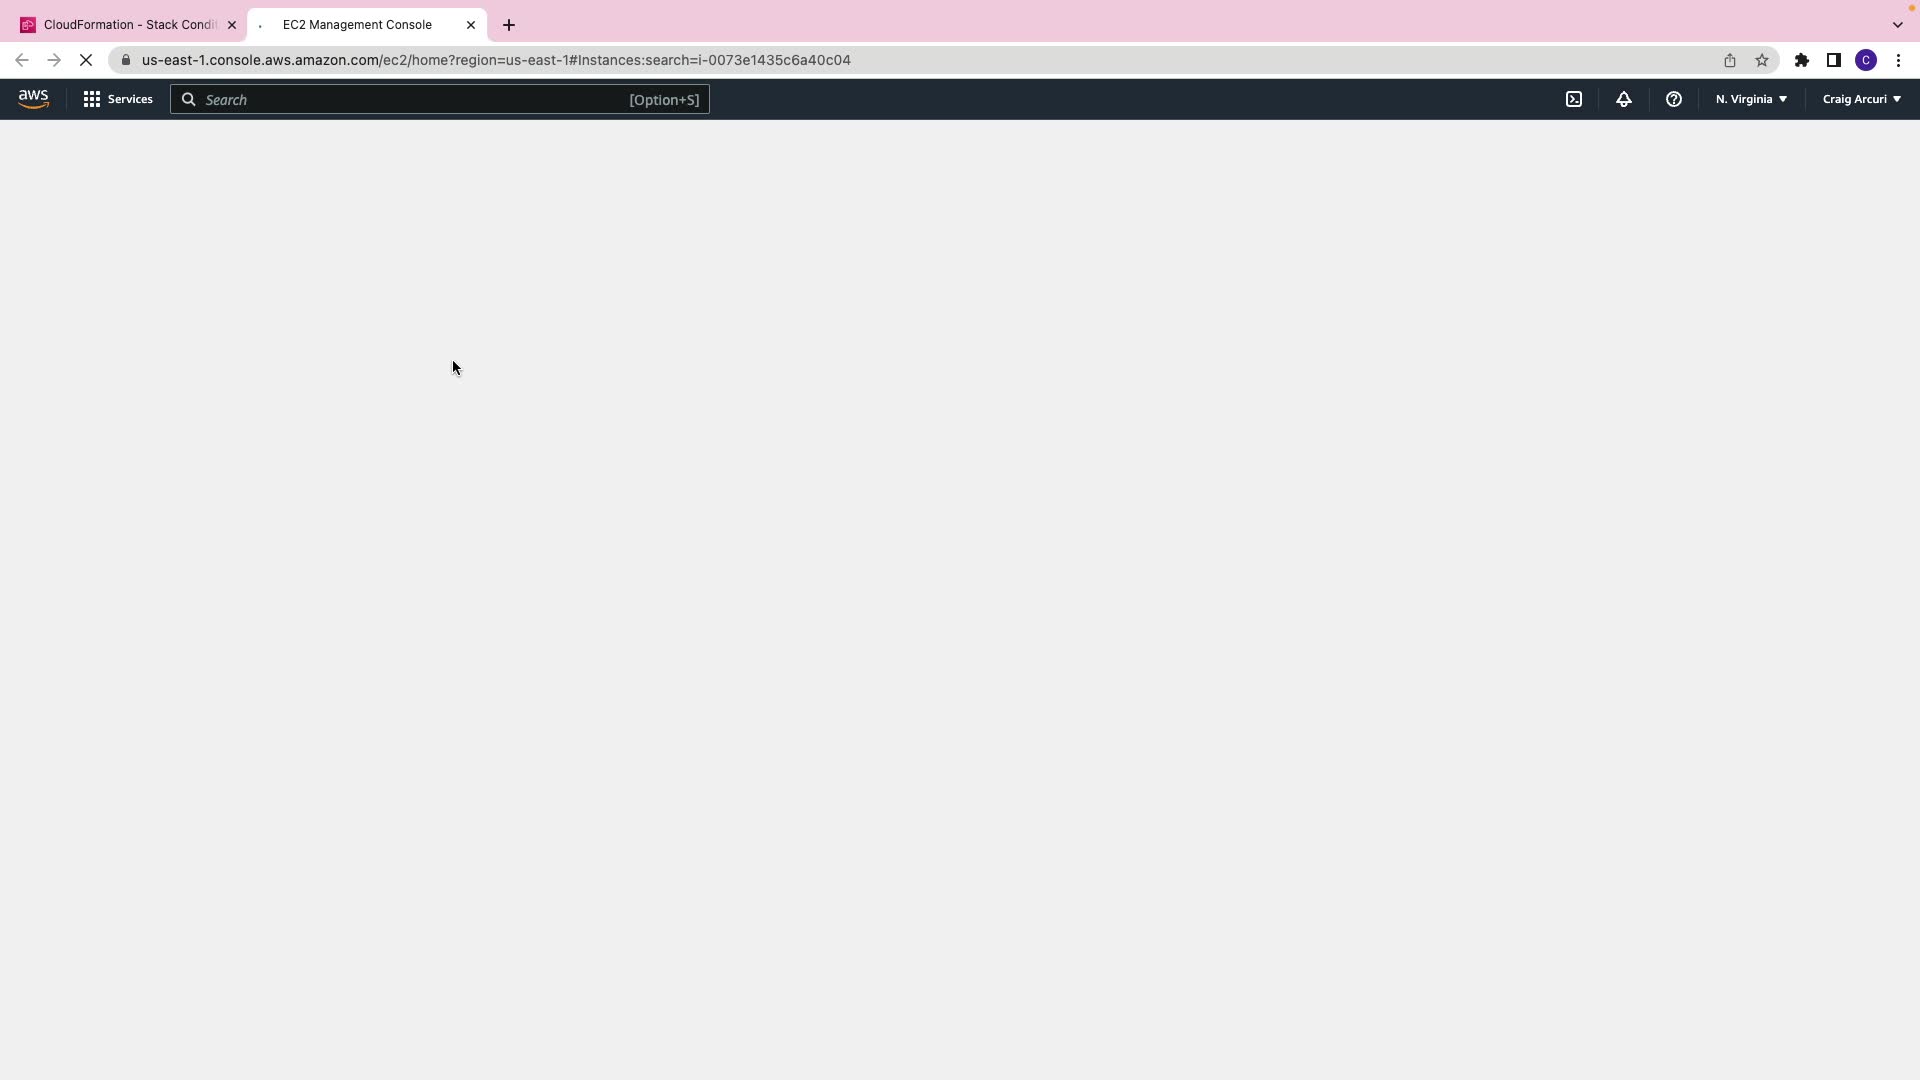 CloudFormation - Stack Condit
EC2 Management Console
us-east-1.console.aws.amazon.com/ec2/home?region=us-east-1#Instances:search=i-0073e1435c6a40c04
C
aws
Services
Search
[Option+S]
N. Virginia
Craig Arcuri